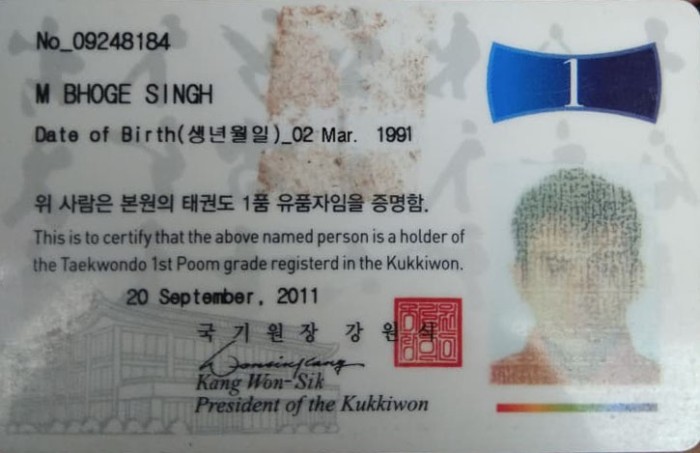 No_09248184
1
M BHOGE SINGH
Date of Birth(생년월일)_02 Mar. 1991
위 사람은 본원의 태권도 1품 유품자임을 증명함.
This is to certify that the above named person is a holder of
the Taekwondo 1st Poom grade registerd in the Kukkiwon.
20 September, 2011
국 기 원 장 강 원 식
Kang Won-Sik
President of the Kukkiwon